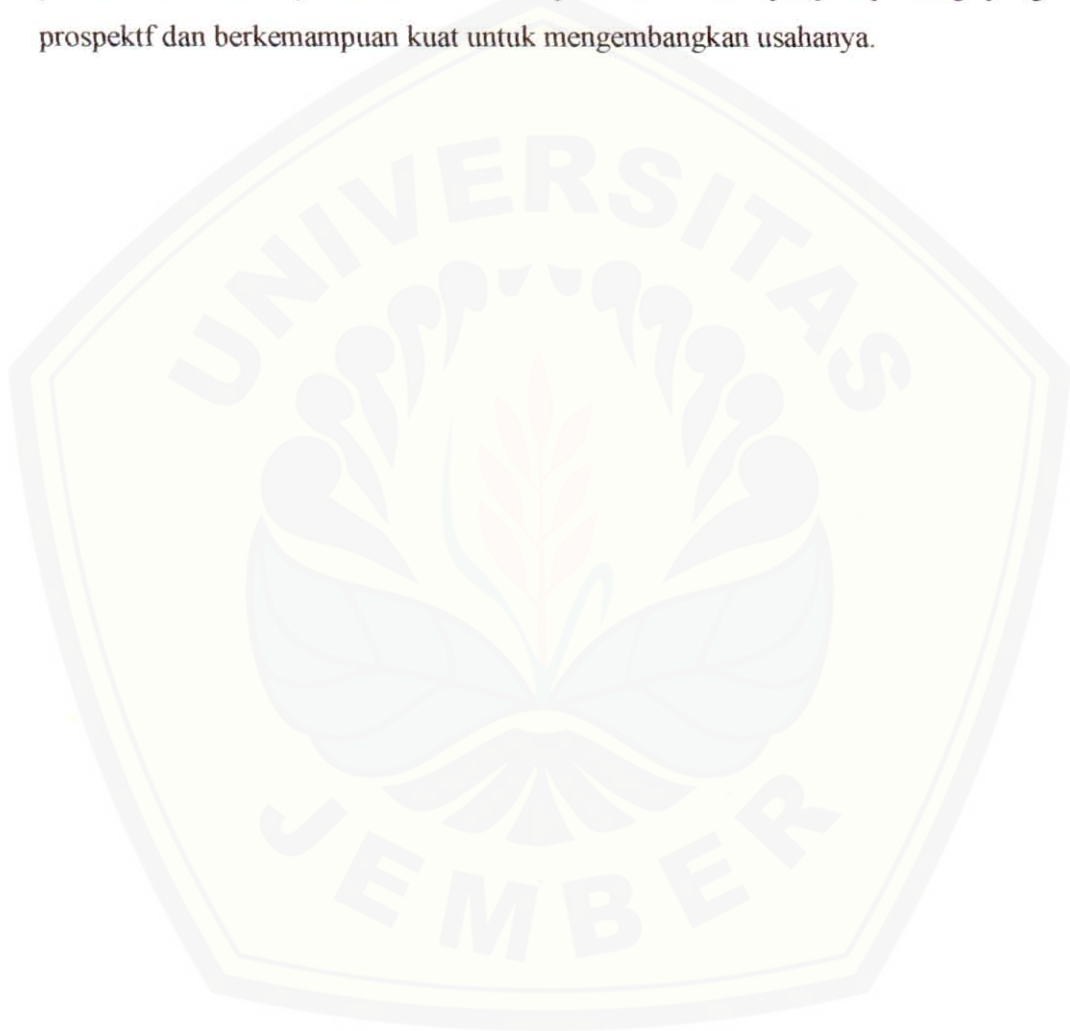 prospektf dan berkemampuan kuat untuk mengembangkan usahanya.
UNIVERSITAS
JEMBER